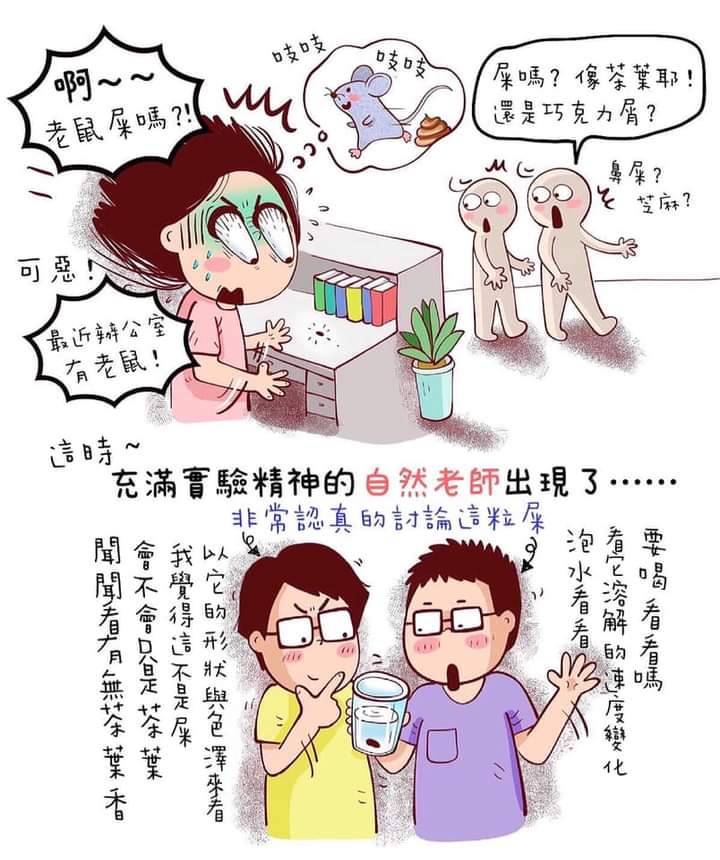 啊～～
老鼠屎嗎?!
吱吱
吱吱
屎嗎? 像茶葉耶!
還是巧克力屑?
鼻屎?
芝麻?
可惡!
最近辦公室
有老鼠!
這時~
充滿實驗精神的自然老師出現了……
非常認真的討論這粒屎
以它的形狀與色澤來看
我覺得這不是屎
會不會只是茶葉
聞聞看有無茶葉香
要喝看看嗎
看它溶解的速度變化
泡水看看